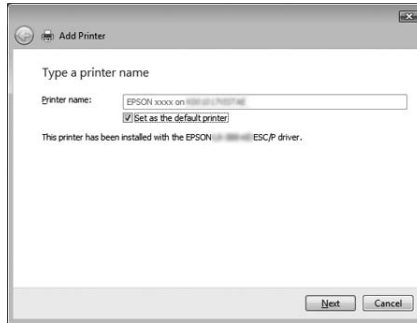 Add Printer
Type a printer name
Printer name:
EPSON xxxx on
Set as the default printer
This printer has been installed with the EPSON ESC/P driver.
Next Cancel